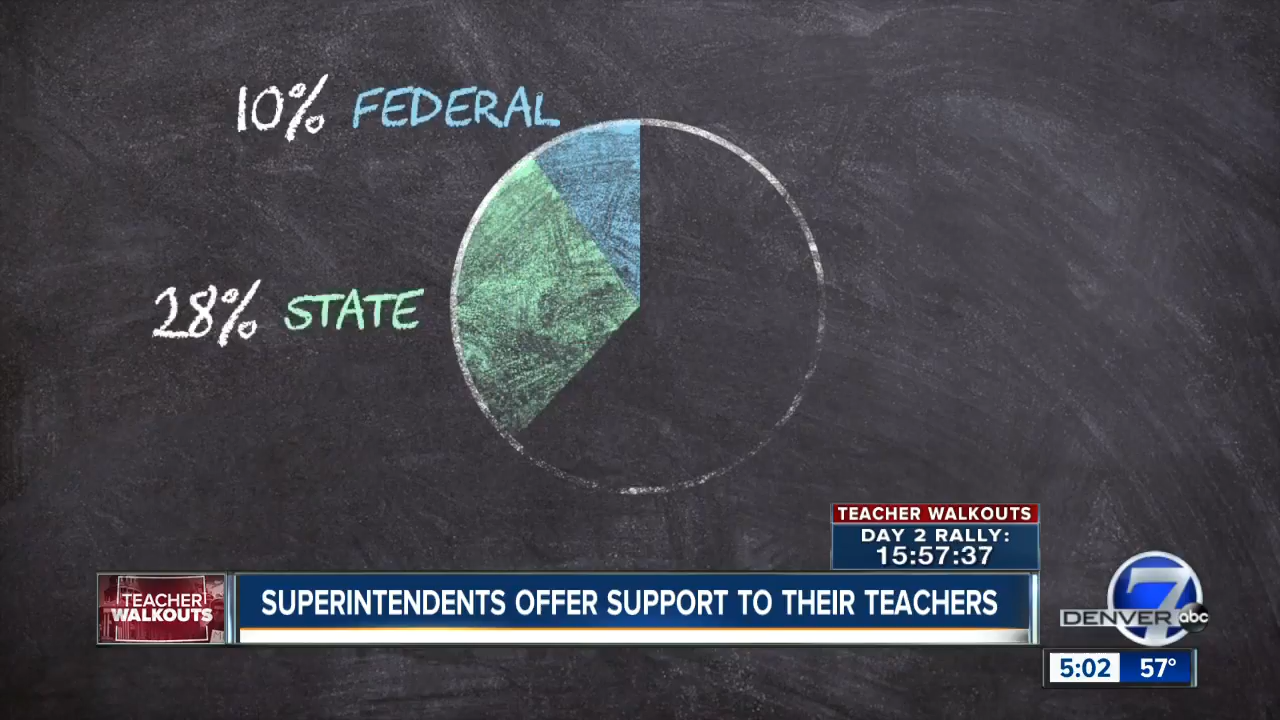 10% FEDERAL
28% STATE
TEACHER WALKOUTS
DAY 2 RALLY:
15:57:37
TEACHER
WALKOUTS
SUPERINTENDENTS OFFER SUPPORT TO THEIR TEACHERS
7
DENVER abc
5:02 57°